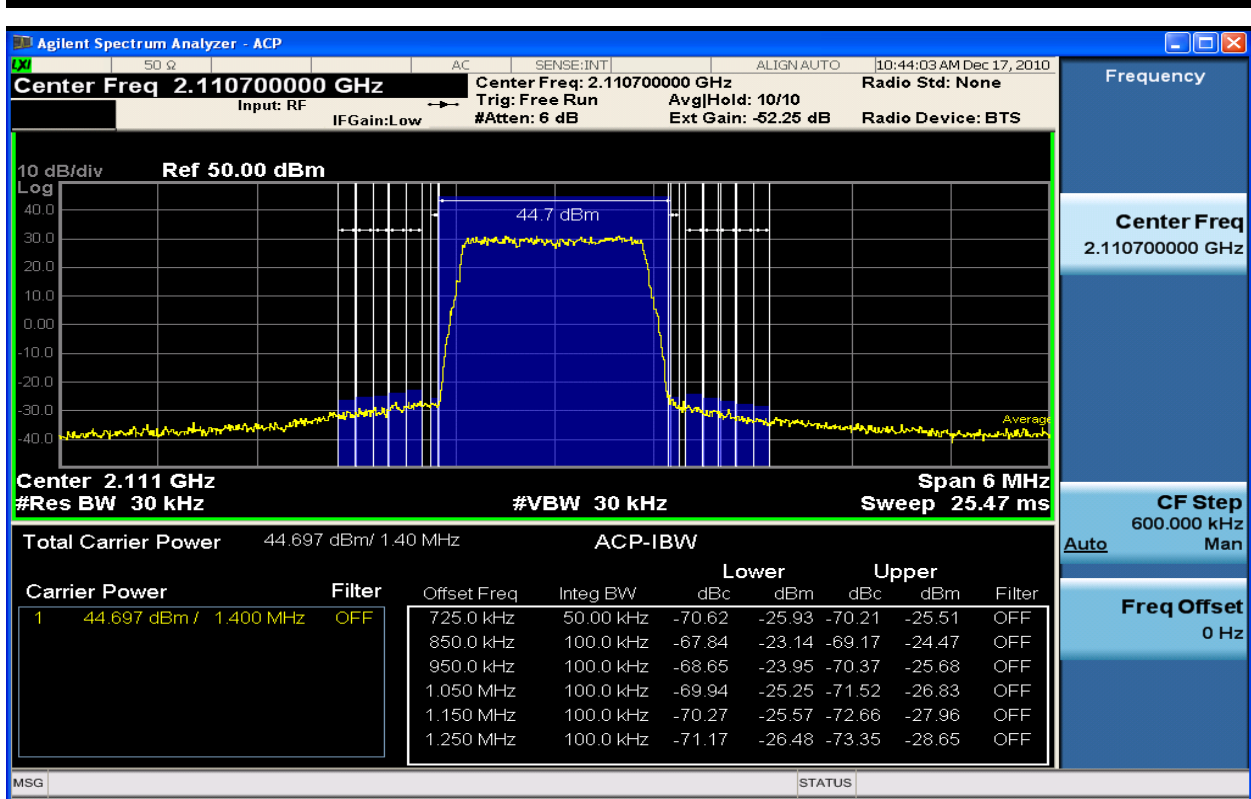 Agilent Spectrum Analyzer - ACP
LXI 50 Ω AC SENSE:INT ALIGN AUTO 10:44:03 AM Dec 17, 2010
Center Freq 2.110700000 GHz
Input: RF
IFGain:Low
Center Freq: 2.110700000 GHz
Trig: Free Run Avg|Hold: 10/10
#Atten: 6 dB Ext Gain: -52.25 dB
Radio Std: None
Radio Device: BTS
10 dB/div Ref 50.00 dBm
Log
40.0
30.0
20.0
10.0
0.00
-10.0
-20.0
-30.0
-40.0
44.7 dBm
Average
Center 2.111 GHz Span 6 MHz
#Res BW 30 kHz #VBW 30 kHz Sweep 25.47 ms
Total Carrier Power 44.697 dBm/ 1.40 MHz ACP-IBW
Carrier Power Filter
1 44.697 dBm / 1.400 MHz OFF
Lower Upper
Offset Freq Integ BW dBc dBm dBc dBm Filter
725.0 kHz 50.00 kHz -70.62 -25.93 -70.21 -25.51 OFF
850.0 kHz 100.0 kHz -67.84 -23.14 -69.17 -24.47 OFF
950.0 kHz 100.0 kHz -68.65 -23.95 -70.37 -25.68 OFF
1.050 MHz 100.0 kHz -69.94 -25.25 -71.52 -26.83 OFF
1.150 MHz 100.0 kHz -70.27 -25.57 -72.66 -27.96 OFF
1.250 MHz 100.0 kHz -71.17 -26.48 -73.35 -28.65 OFF
Frequency
Center Freq
2.110700000 GHz
CF Step
600.000 kHz
Auto Man
Freq Offset
0 Hz
MSG STATUS